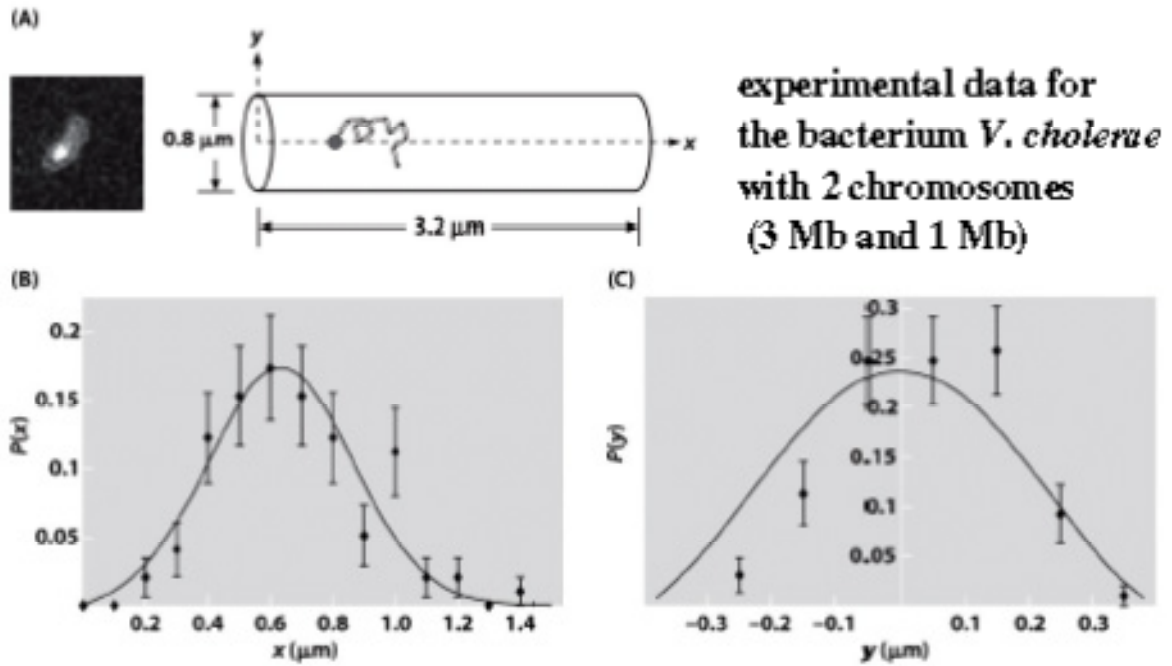 (A)
y
0.8 μm
x
3.2 μm
experimental data for
the bacterium V. cholerae
with 2 chromosomes
(3 Mb and 1 Mb)
(B)
P(x)
0.2
0.15
0.1
0.05
0.2 0.4 0.6 0.8 1.0 1.2 1.4
x (μm)
(C)
P(y)
0.3
0.25
0.2
0.15
0.1
0.05
−0.3 −0.2 −0.1 0.1 0.2 0.3
y (μm)